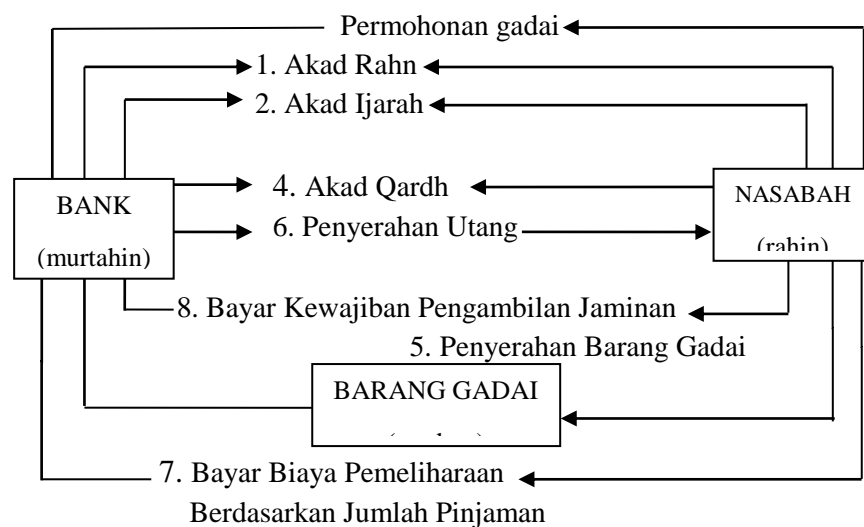 Permohonan gadai
1. Akad Rahn
2. Akad Ijarah
4. Akad Qardh
BANK
(murtahin)
NASABAH
(rahin)
6. Penyerahan Utang
8. Bayar Kewajiban Pengambilan Jaminan
5. Penyerahan Barang Gadai
BARANG GADAI
7. Bayar Biaya Pemeliharaan
Berdasarkan Jumlah Pinjaman